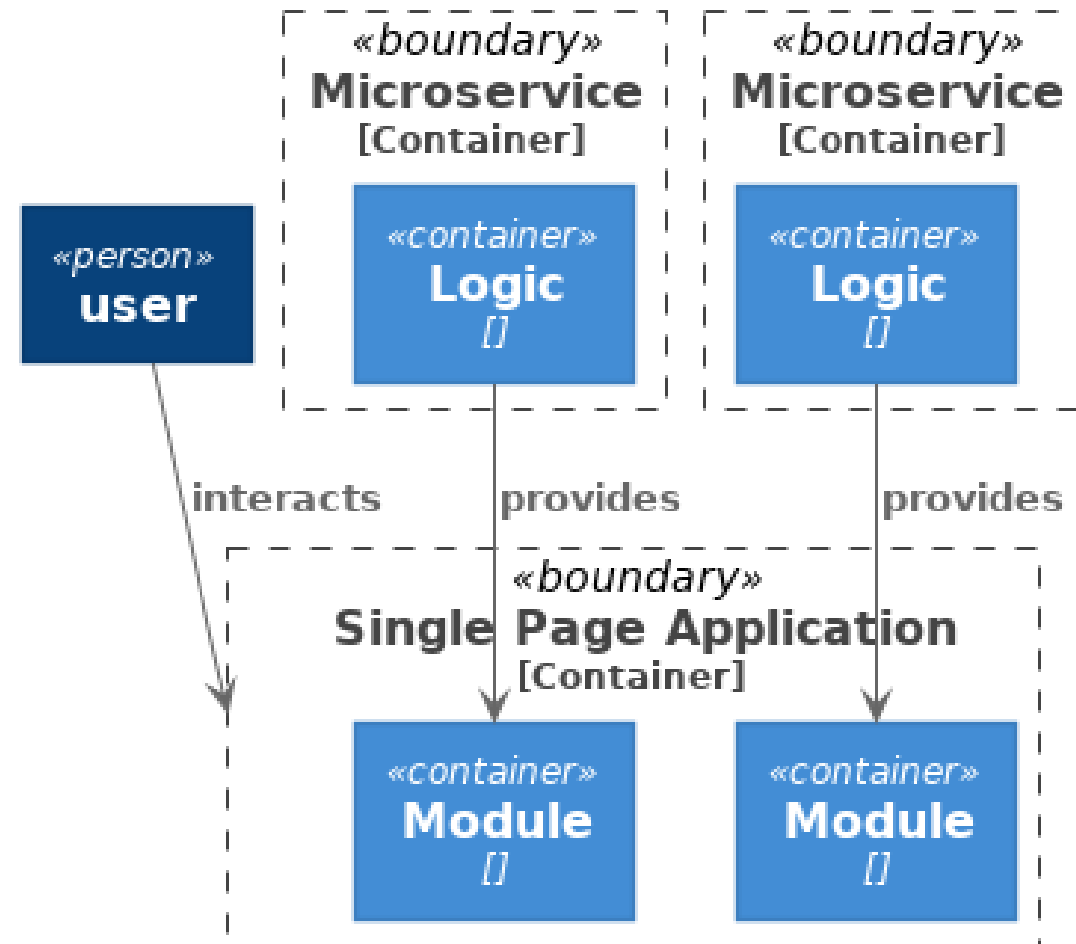 «boundary»
Microservice
[Container]
«container»
Logic
[]
«boundary»
Microservice
[Container]
«container»
Logic
[]
«person»
user
interacts
provides
provides
«boundary»
Single Page Application
[Container]
«container»
Module
[]
«container»
Module
[]